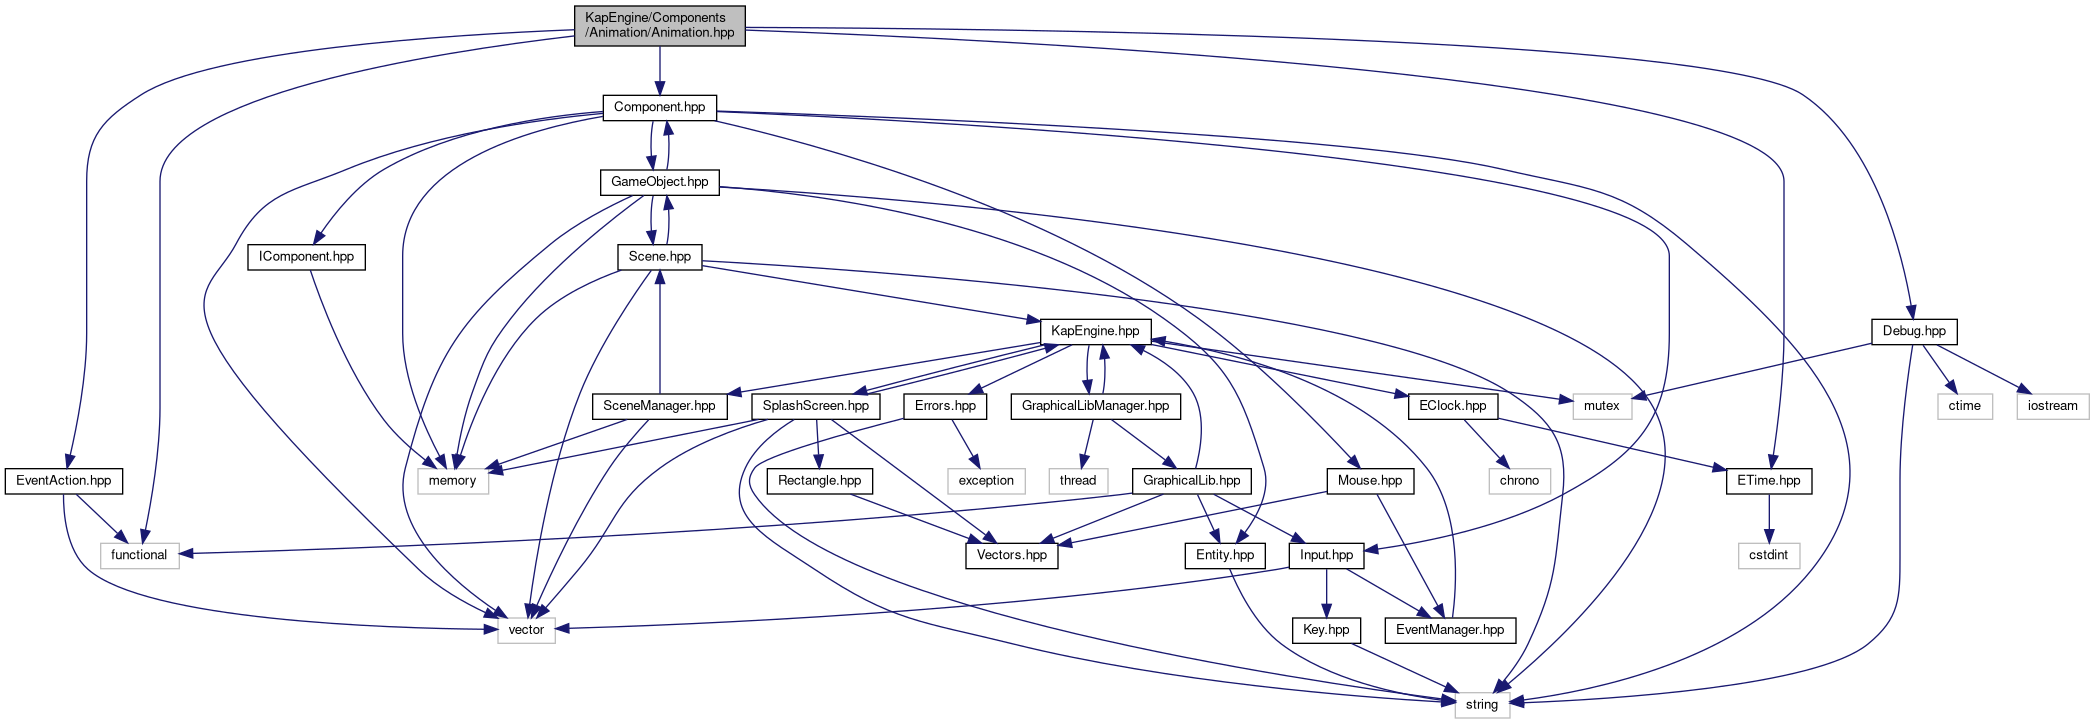 KapEngine/Components
/Animation/Animation.hpp
Component.hpp
GameObject.hpp
IComponent.hpp
Scene.hpp
KapEngine.hpp
Debug.hpp
SceneManager.hpp
SplashScreen.hpp
Errors.hpp
GraphicalLibManager.hpp
EClock.hpp
mutex
ctime
iostream
EventAction.hpp
memory
Rectangle.hpp
exception
thread
GraphicalLib.hpp
Mouse.hpp
chrono
ETime.hpp
functional
Vectors.hpp
Entity.hpp
Input.hpp
cstdint
vector
Key.hpp
EventManager.hpp
string